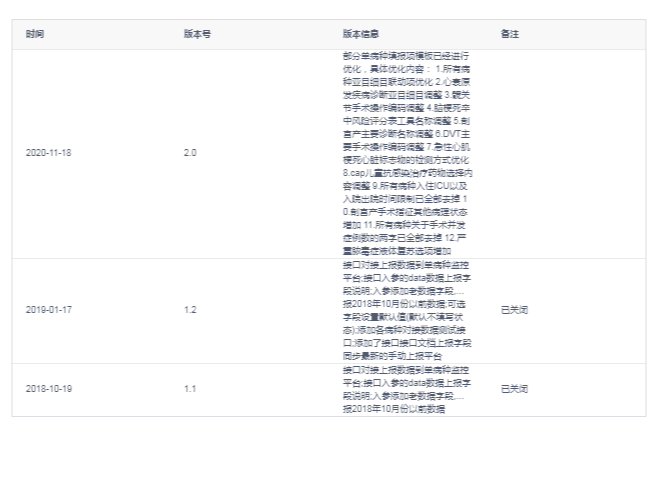 时间 版本号 版本信息 备注
部分单病种填报项模板已经进行
优化，具体优化内容： 1.所有病
种亚目细目联动项优化 2.心衰原
发疾病诊断亚目细目调整 3.髋关
节手术操作编码调整 4.脑梗死卒
中风险评分表工具名称调整 5.剖
宫产主要诊断名称调整 6.DVT主
要手术操作编码调整 7.急性心肌
梗死心脏标志物的检测方式优化
8.cap儿童抗感染治疗药物选择内
容调整 9.所有病种入住ICU以及
入院出院时间限制已全部去掉 1
0.剖宫产手术指征其他病理状态
增加 11.所有病种关于手术并发
症例数的两字已全部去掉 12.严
重脓毒症液体复苏选项增加
2020-11-18 2.0
接口对接上报数据到单病种监控
平台;接口入参的data数据上报字
段说明;入参添加老数据字段,...
报2018年10月份以前数据;可选
字段设置默认值(默认不填写状
态);添加各病种对接数据测试接
口;添加了接口接口文档上报字段
同步最新的手动上报平台
2019-01-17 1.2 已关闭
接口对接上报数据到单病种监控
平台;接口入参的data数据上报字
段说明;入参添加老数据字段,...
报2018年10月份以前数据
2018-10-19 1.1 已关闭